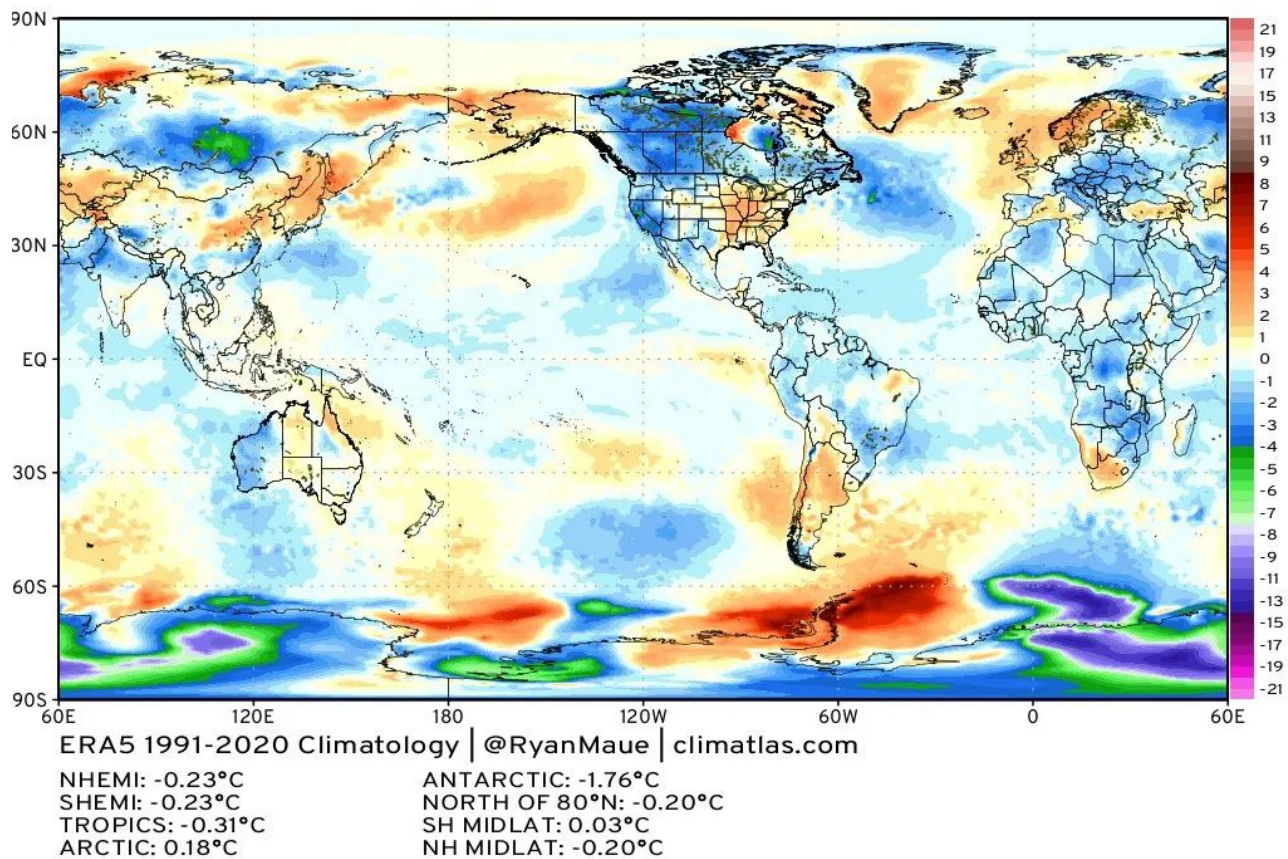 90N
60N
30N
EQ
30S
60S
90S
60E 120E 180 120W 60W 0 60E
21
19
17
15
13
11
9
8
7
6
5
4
3
2
1
0
-1
-2
-3
-4
-5
-6
-7
-8
-9
-11
-13
-15
-17
-19
-21
ERA5 1991-2020 Climatology | @RyanMaue | climatlas.com
NHEMI: -0.23°C ANTARCTIC: -1.76°C
SHEMI: -0.23°C NORTH OF 80°N: -0.20°C
TROPICS: -0.31°C SH MIDLAT: 0.03°C
ARCTIC: 0.18°C NH MIDLAT: -0.20°C